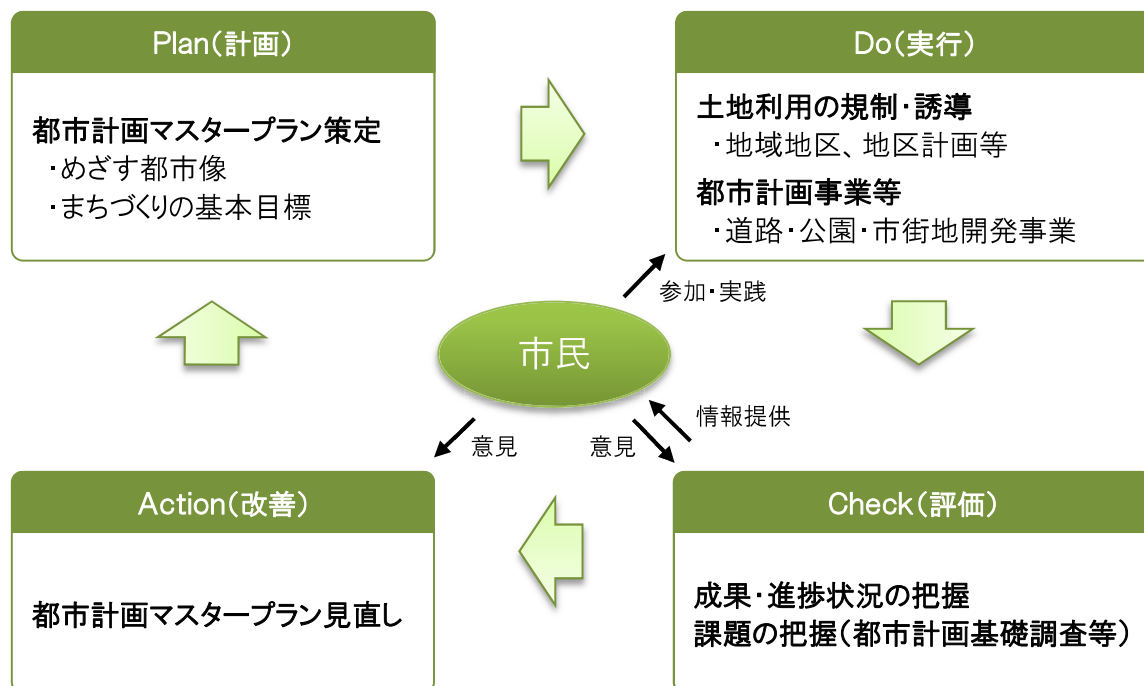 Plan(計画)
都市計画マスタープラン策定
・めざす都市像
・まちづくりの基本目標
Do(実行)
土地利用の規制・誘導
・地域地区、地区計画等
都市計画事業等
・道路・公園・市街地開発事業
参加・実践
市民
情報提供
意見
意見
Action(改善)
都市計画マスタープラン見直し
Check(評価)
成果・進捗状況の把握
課題の把握(都市計画基礎調査等)